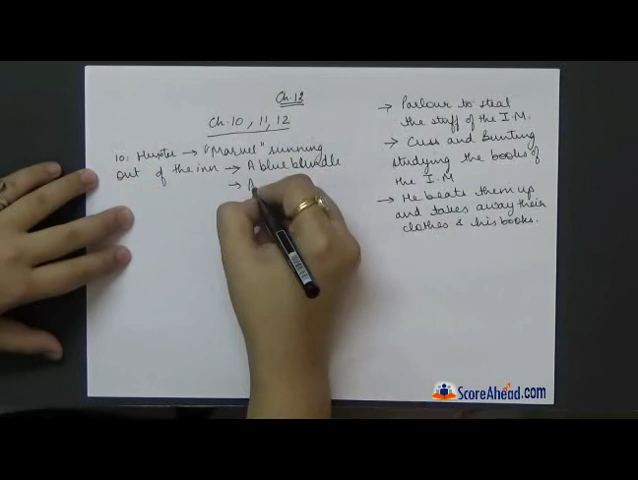 Ch.12
Ch.10, 11, 12
10: Huxter → "Marvel" running
out of the inn → A blue bundle
→
→ Parlour to steal
the stuff of the I.M.
→ Cuss and Bunting
studying the books of
the I.M
→ He beats them up
and takes away their
clothes & his books.
ScoreAhead.com